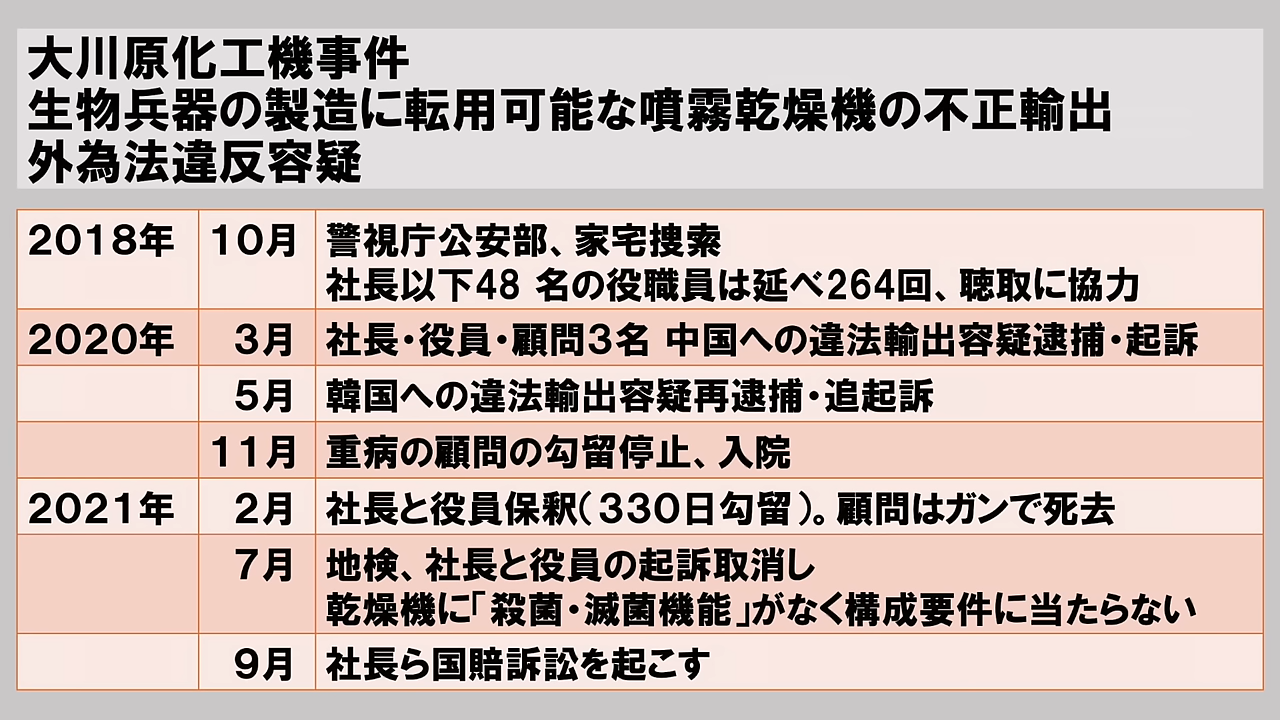 大川原化工機事件
生物兵器の製造に転用可能な噴霧乾燥機の不正輸出
外為法違反容疑
2018年 10月 警視庁公安部、家宅捜索
社長以下48 名の役職員は延べ264回、聴取に協力
2020年 3月 社長・役員・顧問3名 中国への違法輸出容疑逮捕・起訴
5月 韓国への違法輸出容疑再逮捕・追起訴
11月 重病の顧問の勾留停止、入院
2021年 2月 社長と役員保釈(330日勾留)。顧問はガンで死去
7月 地検、社長と役員の起訴取消し
乾燥機に「殺菌・滅菌機能」がなく構成要件に当たらない
9月 社長ら国賠訴訟を起こす